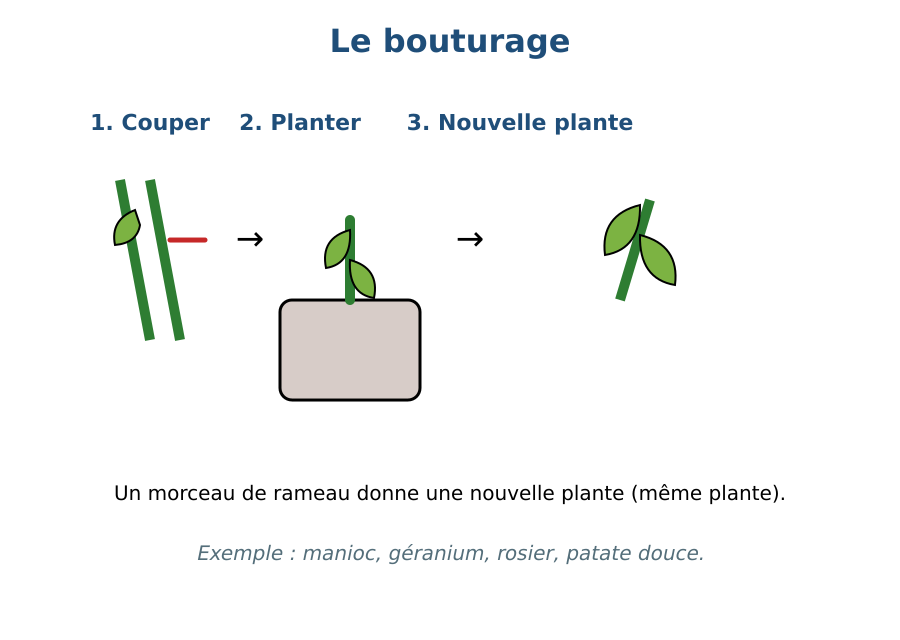 Le bouturage
1. Couper 2. Planter 3. Nouvelle plante
→ →
Un morceau de rameau donne une nouvelle plante (même plante).
Exemple : manioc, géranium, rosier, patate douce.